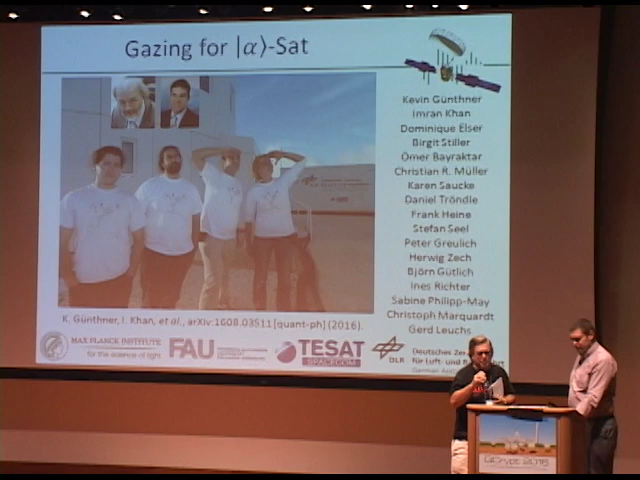 Gazing for |α⟩-Sat
Kevin Günthner
Imran Khan
Dominique Elser
Birgit Stiller
Ömer Bayraktar
Christian R. Müller
Karen Saucke
Daniel Tröndle
Frank Heine
Stefan Seel
Peter Greulich
Herwig Zech
Björn Gütlich
Ines Richter
Sabine Philipp-May
Christoph Marquardt
Gerd Leuchs
K. Günthner, I. Khan, et al., arXiv:1608.03511 [quant-ph] (2016).
MAX PLANCK INSTITUTE
for the science of light
FAU
TESAT
SPACECOM
DLR
Deutsches Ze
für Luft- und R
German